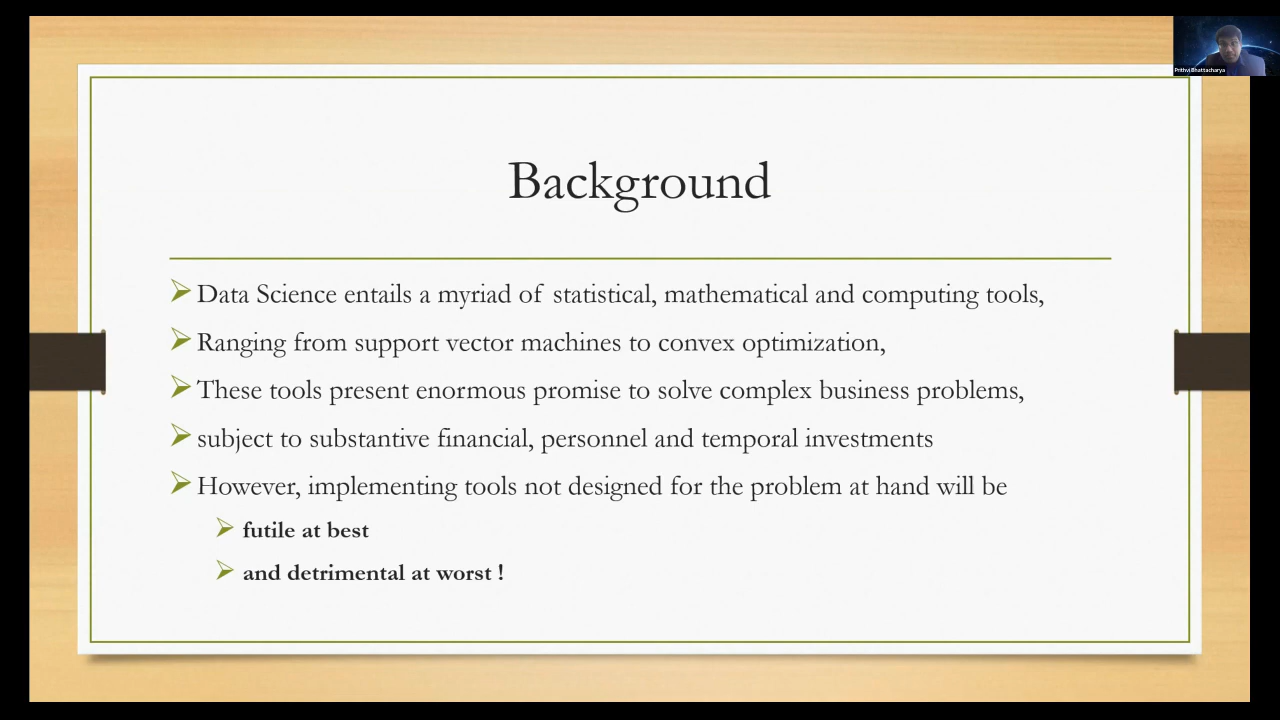 Prithvi Bhattacharya
Background
Data Science entails a myriad of statistical, mathematical and computing tools,
Ranging from support vector machines to convex optimization,
These tools present enormous promise to solve complex business problems,
subject to substantive financial, personnel and temporal investments
However, implementing tools not designed for the problem at hand will be
futile at best
and detrimental at worst !